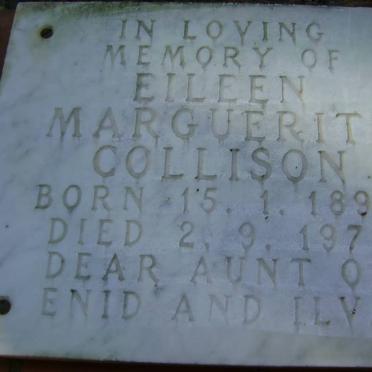 IN LOVING
MEMORY OF
EILEEN
MARGUERIT
COLLISON
BORN 15. 1. 189
DIED 2. 9. 197
DEAR AUNT O
ENID AND ILV